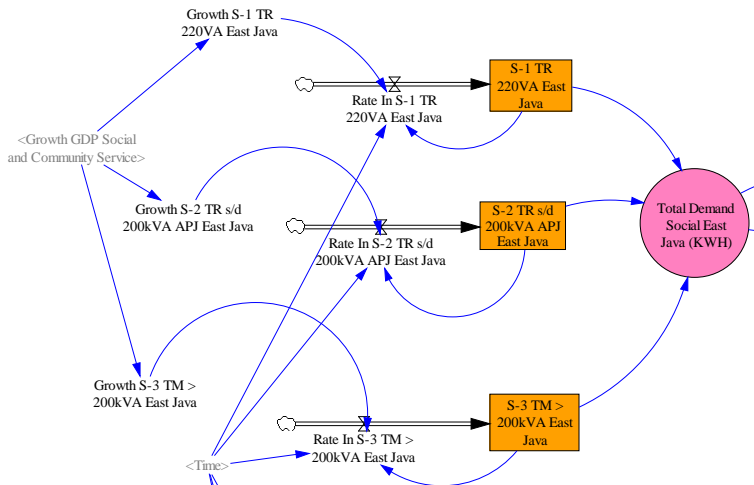 Growth S-1 TR
220VA East Java
S-1 TR
220VA East
Java
Rate In S-1 TR
220VA East Java
<Growth GDP Social
and Community Service>
Growth S-2 TR s/d
200kVA APJ East Java
S-2 TR s/d
200kVA APJ
East Java
Total Demand
Social East
Java (KWH)
Rate In S-2 TR s/d
200kVA APJ East Java
Growth S-3 TM >
200kVA East Java
S-3 TM >
200kVA East
Java
Rate In S-3 TM >
200kVA East Java
<Time>